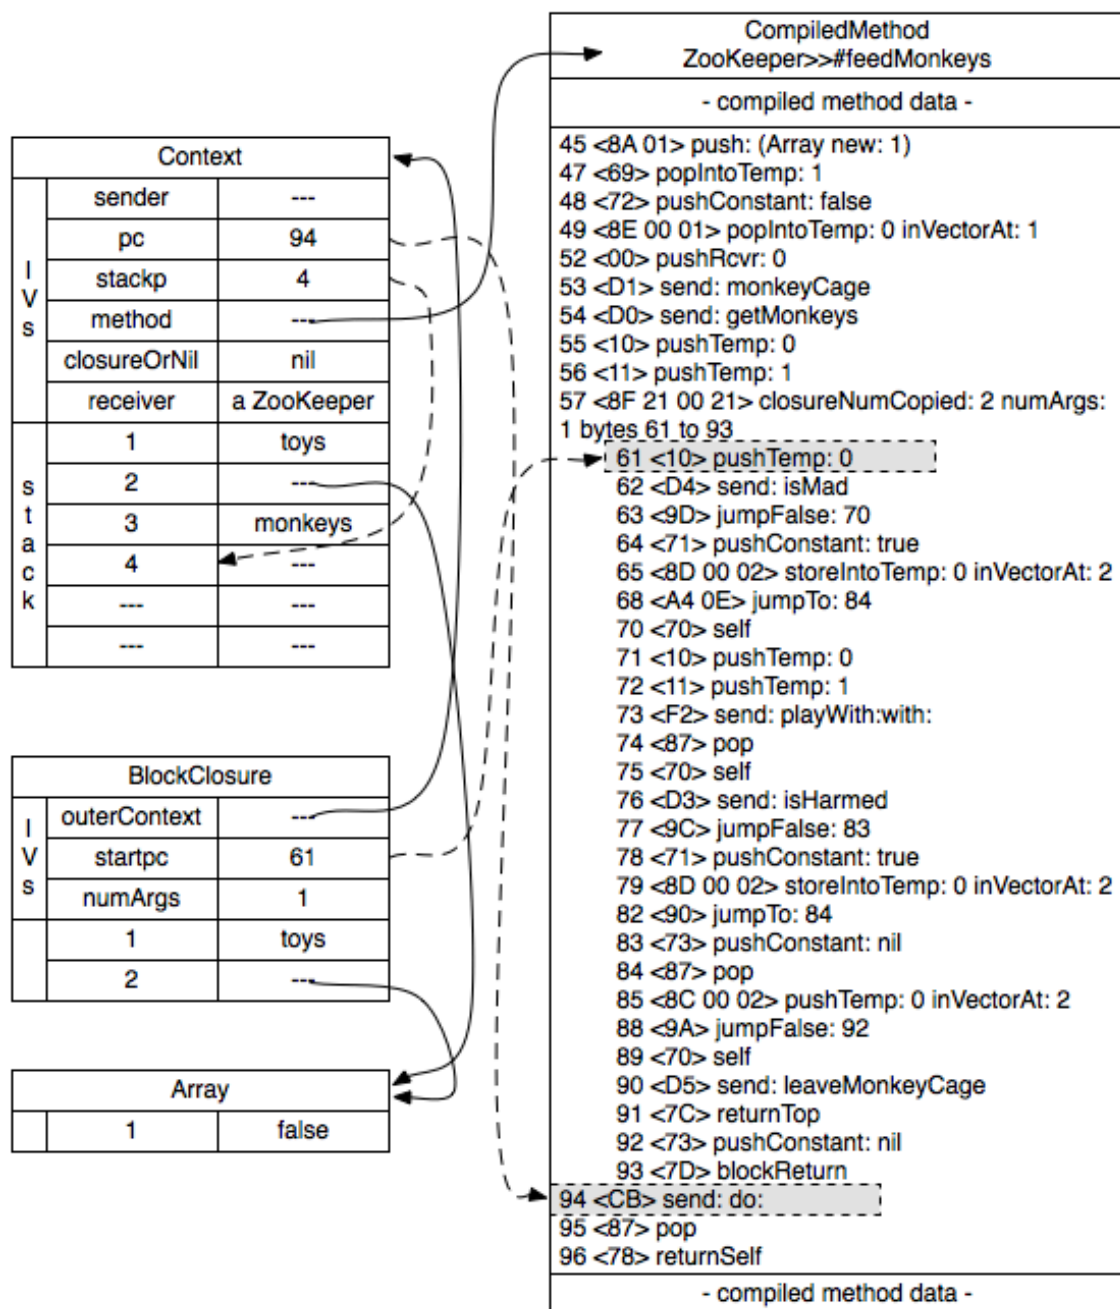 Context
IVs
sender ---
pc 94
stackp 4
method ---
closureOrNil nil
receiver a ZooKeeper
stack
1 toys
2 ---
3 monkeys
4 ---
--- ---
--- ---
BlockClosure
IVs
outerContext ---
startpc 61
numArgs 1
1 toys
2 ---
Array
1 false
CompiledMethod
ZooKeeper>>#feedMonkeys
- compiled method data -
45 <8A 01> push: (Array new: 1)
47 <69> popIntoTemp: 1
48 <72> pushConstant: false
49 <8E 00 01> popIntoTemp: 0 inVectorAt: 1
52 <00> pushRcvr: 0
53 <D1> send: monkeyCage
54 <D0> send: getMonkeys
55 <10> pushTemp: 0
56 <11> pushTemp: 1
57 <8F 21 00 21> closureNumCopied: 2 numArgs:
1 bytes 61 to 93
61 <10> pushTemp: 0
62 <D4> send: isMad
63 <9D> jumpFalse: 70
64 <71> pushConstant: true
65 <8D 00 02> storeIntoTemp: 0 inVectorAt: 2
68 <A4 0E> jumpTo: 84
70 <70> self
71 <10> pushTemp: 0
72 <11> pushTemp: 1
73 <F2> send: playWith:with:
74 <87> pop
75 <70> self
76 <D3> send: isHarmed
77 <9C> jumpFalse: 83
78 <71> pushConstant: true
79 <8D 00 02> storeIntoTemp: 0 inVectorAt: 2
82 <90> jumpTo: 84
83 <73> pushConstant: nil
84 <87> pop
85 <8C 00 02> pushTemp: 0 inVectorAt: 2
88 <9A> jumpFalse: 92
89 <70> self
90 <D5> send: leaveMonkeyCage
91 <7C> returnTop
92 <73> pushConstant: nil
93 <7D> blockReturn
94 <CB> send: do:
95 <87> pop
96 <78> returnSelf
- compiled method data -